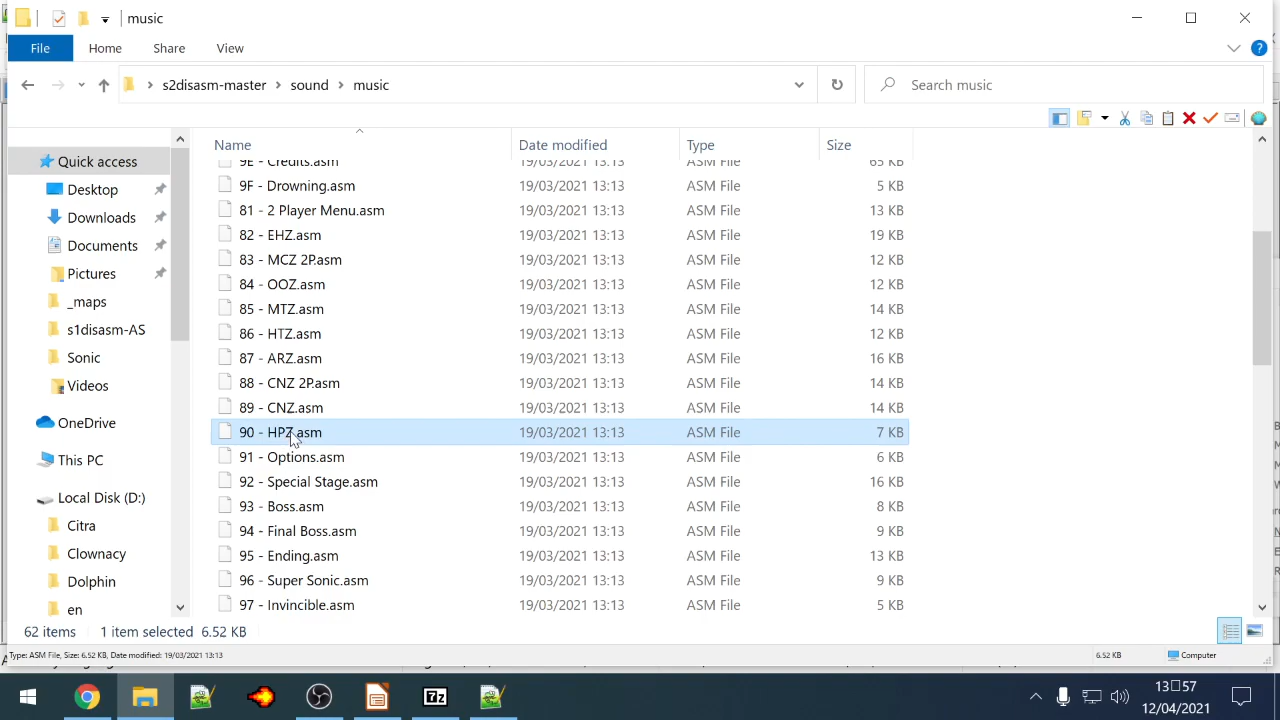 music
File Home Share View
s2disasm-master sound music Search music
Name Date modified Type Size
Quick access
Desktop
Downloads
Documents
Pictures
_maps
s1disasm-AS
Sonic
Videos
OneDrive
This PC
Local Disk (D:)
Citra
Clownacy
Dolphin
en
9E - Credits.asm 19/03/2021 13:13 ASM File 65 KB
9F - Drowning.asm 19/03/2021 13:13 ASM File 5 KB
81 - 2 Player Menu.asm 19/03/2021 13:13 ASM File 13 KB
82 - EHZ.asm 19/03/2021 13:13 ASM File 19 KB
83 - MCZ 2P.asm 19/03/2021 13:13 ASM File 12 KB
84 - OOZ.asm 19/03/2021 13:13 ASM File 12 KB
85 - MTZ.asm 19/03/2021 13:13 ASM File 14 KB
86 - HTZ.asm 19/03/2021 13:13 ASM File 12 KB
87 - ARZ.asm 19/03/2021 13:13 ASM File 16 KB
88 - CNZ 2P.asm 19/03/2021 13:13 ASM File 14 KB
89 - CNZ.asm 19/03/2021 13:13 ASM File 14 KB
90 - HPZ.asm 19/03/2021 13:13 ASM File 7 KB
91 - Options.asm 19/03/2021 13:13 ASM File 6 KB
92 - Special Stage.asm 19/03/2021 13:13 ASM File 16 KB
93 - Boss.asm 19/03/2021 13:13 ASM File 8 KB
94 - Final Boss.asm 19/03/2021 13:13 ASM File 9 KB
95 - Ending.asm 19/03/2021 13:13 ASM File 13 KB
96 - Super Sonic.asm 19/03/2021 13:13 ASM File 9 KB
97 - Invincible.asm 19/03/2021 13:13 ASM File 5 KB
62 items 1 item selected 6.52 KB
Type: ASM File, Size: 6.52 KB, Date modified: 19/03/2021 13:13 6.52 KB Computer
13□57
12/04/2021